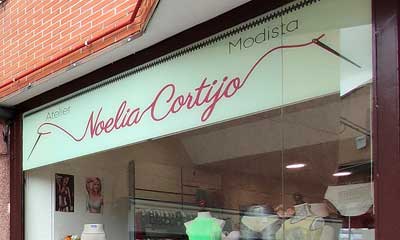 Atelier
Noelia Cortijo
Modista